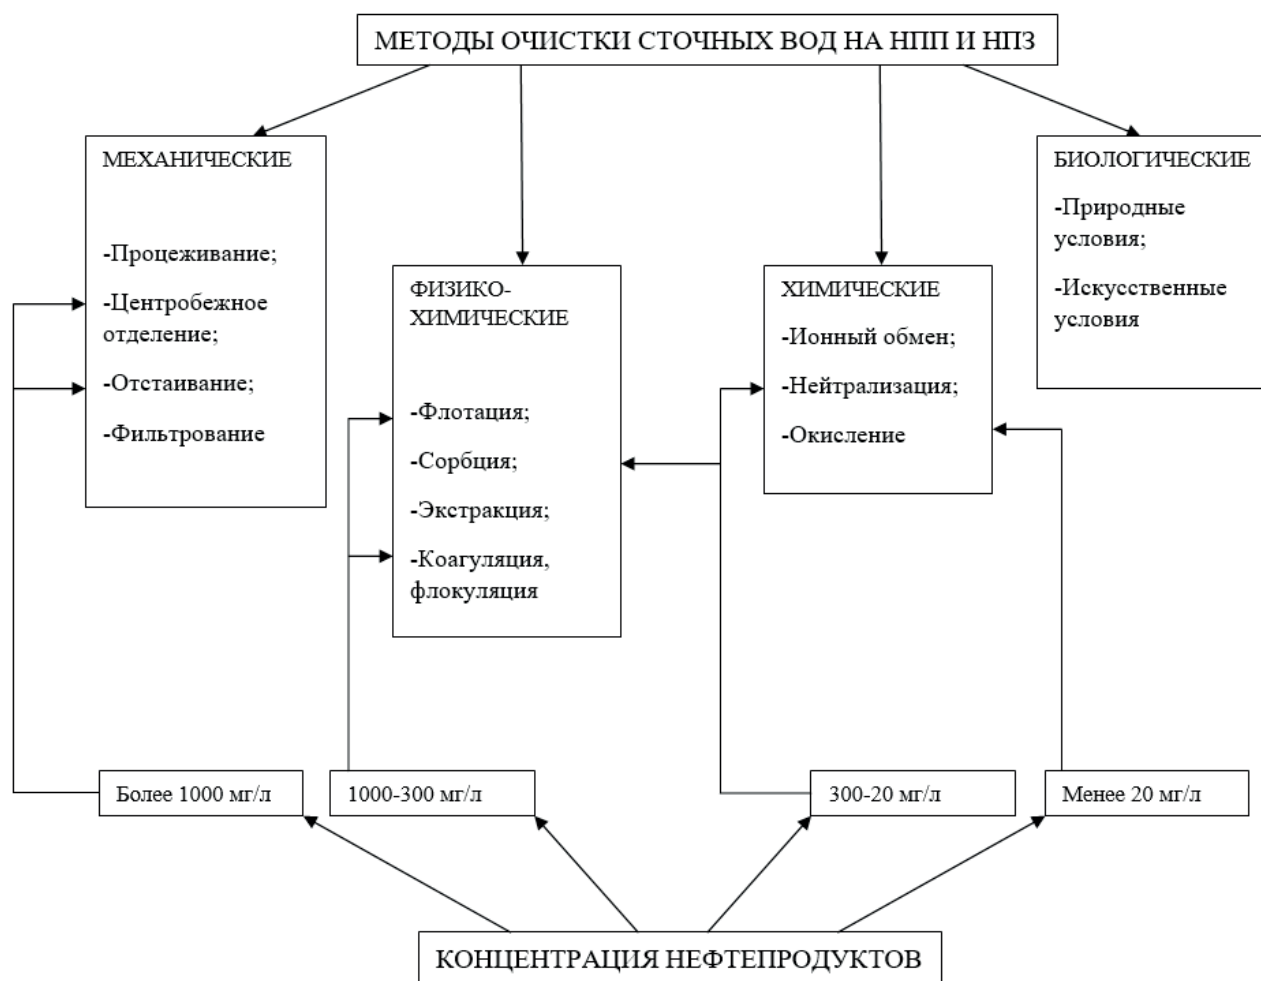 МЕТОДЫ ОЧИСТКИ СТОЧНЫХ ВОД НА НПП И НПЗ
МЕХАНИЧЕСКИЕ
-Процеживание;
-Центробежное
отделение;
-Отстаивание;
-Фильтрование
ФИЗИКО-
ХИМИЧЕСКИЕ
-Флотация;
-Сорбция;
-Экстракция;
-Коагуляция,
флокуляция
ХИМИЧЕСКИЕ
-Ионный обмен;
-Нейтрализация;
-Окисление
БИОЛОГИЧЕСКИЕ
-Природные
условия;
-Искусственные
условия
Более 1000 мг/л
1000-300 мг/л
300-20 мг/л
Менее 20 мг/л
КОНЦЕНТРАЦИЯ НЕФТЕПРОДУКТОВ